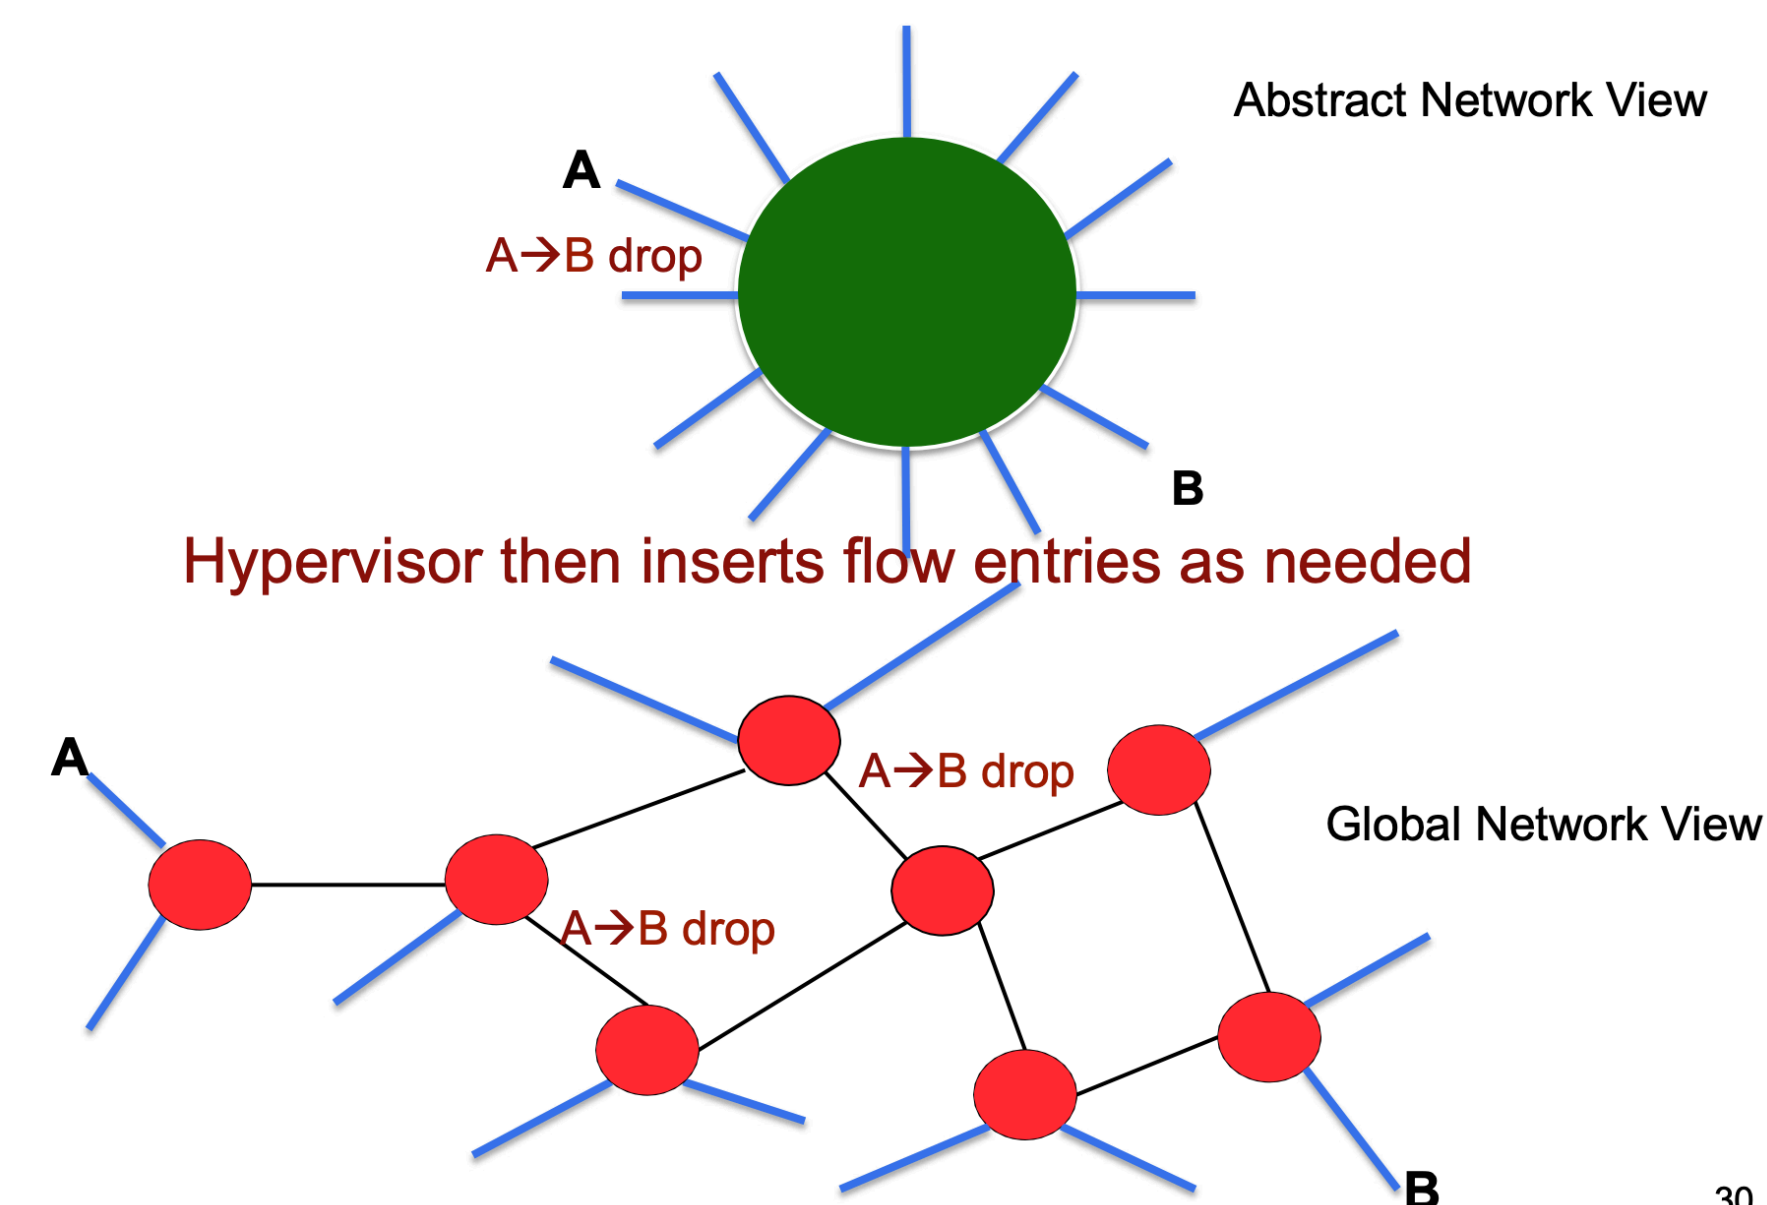 Abstract Network View
A
A→B drop
B
Hypervisor then inserts flow entries as needed
A
A→B drop
Global Network View
A→B drop
B
30